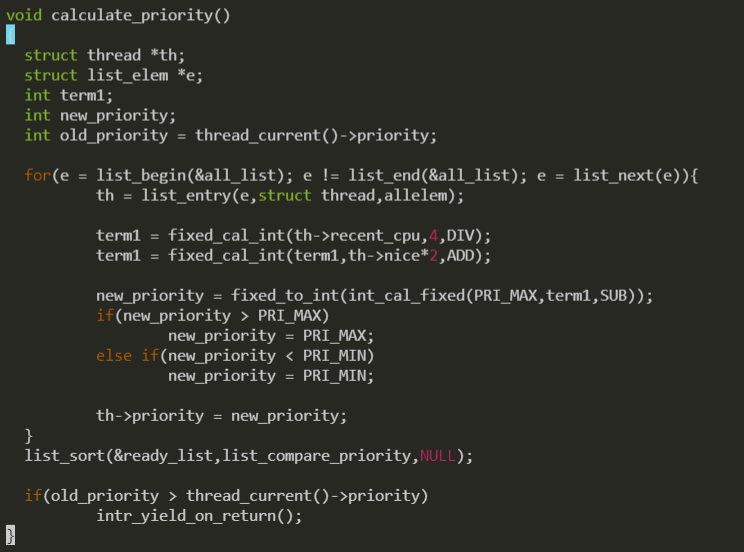 void calculate_priority()
{
  struct thread *th;
  struct list_elem *e;
  int term1;
  int new_priority;
  int old_priority = thread_current()->priority;

  for(e = list_begin(&all_list); e != list_end(&all_list); e = list_next(e)){
          th = list_entry(e,struct thread,allelem);

          term1 = fixed_cal_int(th->recent_cpu,4,DIV);
          term1 = fixed_cal_int(term1,th->nice*2,ADD);

          new_priority = fixed_to_int(int_cal_fixed(PRI_MAX,term1,SUB));
          if(new_priority > PRI_MAX)
                  new_priority = PRI_MAX;
          else if(new_priority < PRI_MIN)
                  new_priority = PRI_MIN;

          th->priority = new_priority;
  }
  list_sort(&ready_list,list_compare_priority,NULL);

  if(old_priority > thread_current()->priority)
          intr_yield_on_return();
}